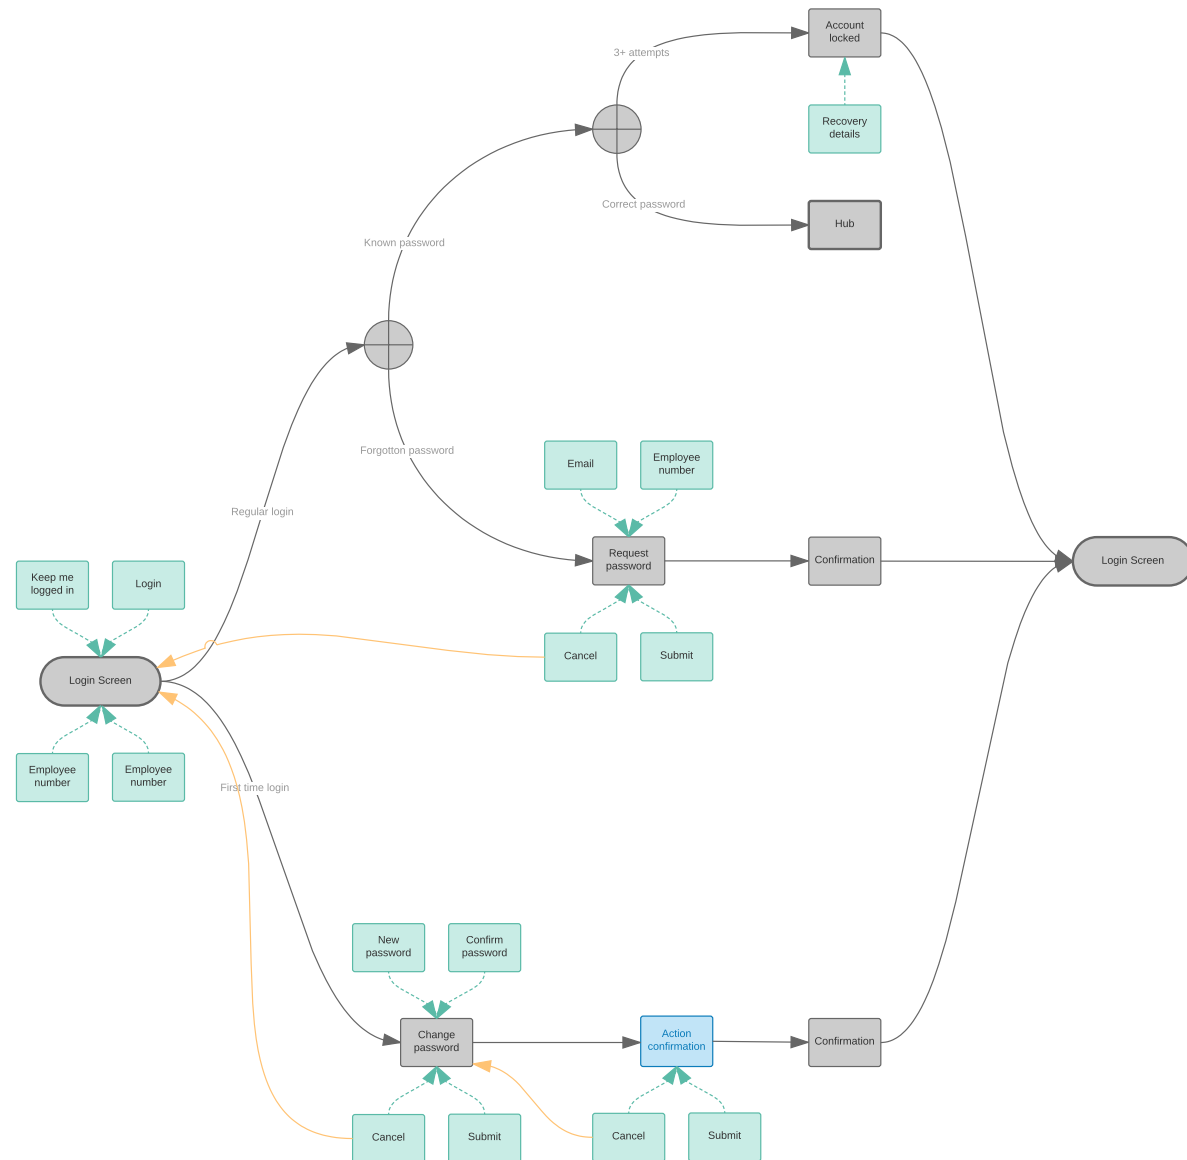 Account
locked
3+ attempts
Recovery
details
Correct password
Hub
Known password
Forgotton password
Email
Employee
number
Regular login
Request
password
Confirmation
Login Screen
Keep me
logged in
Login
Cancel
Submit
Login Screen
Employee
number
Employee
number
First time login
New
password
Confirm
password
Change
password
Action
confirmation
Confirmation
Cancel
Submit
Cancel
Submit